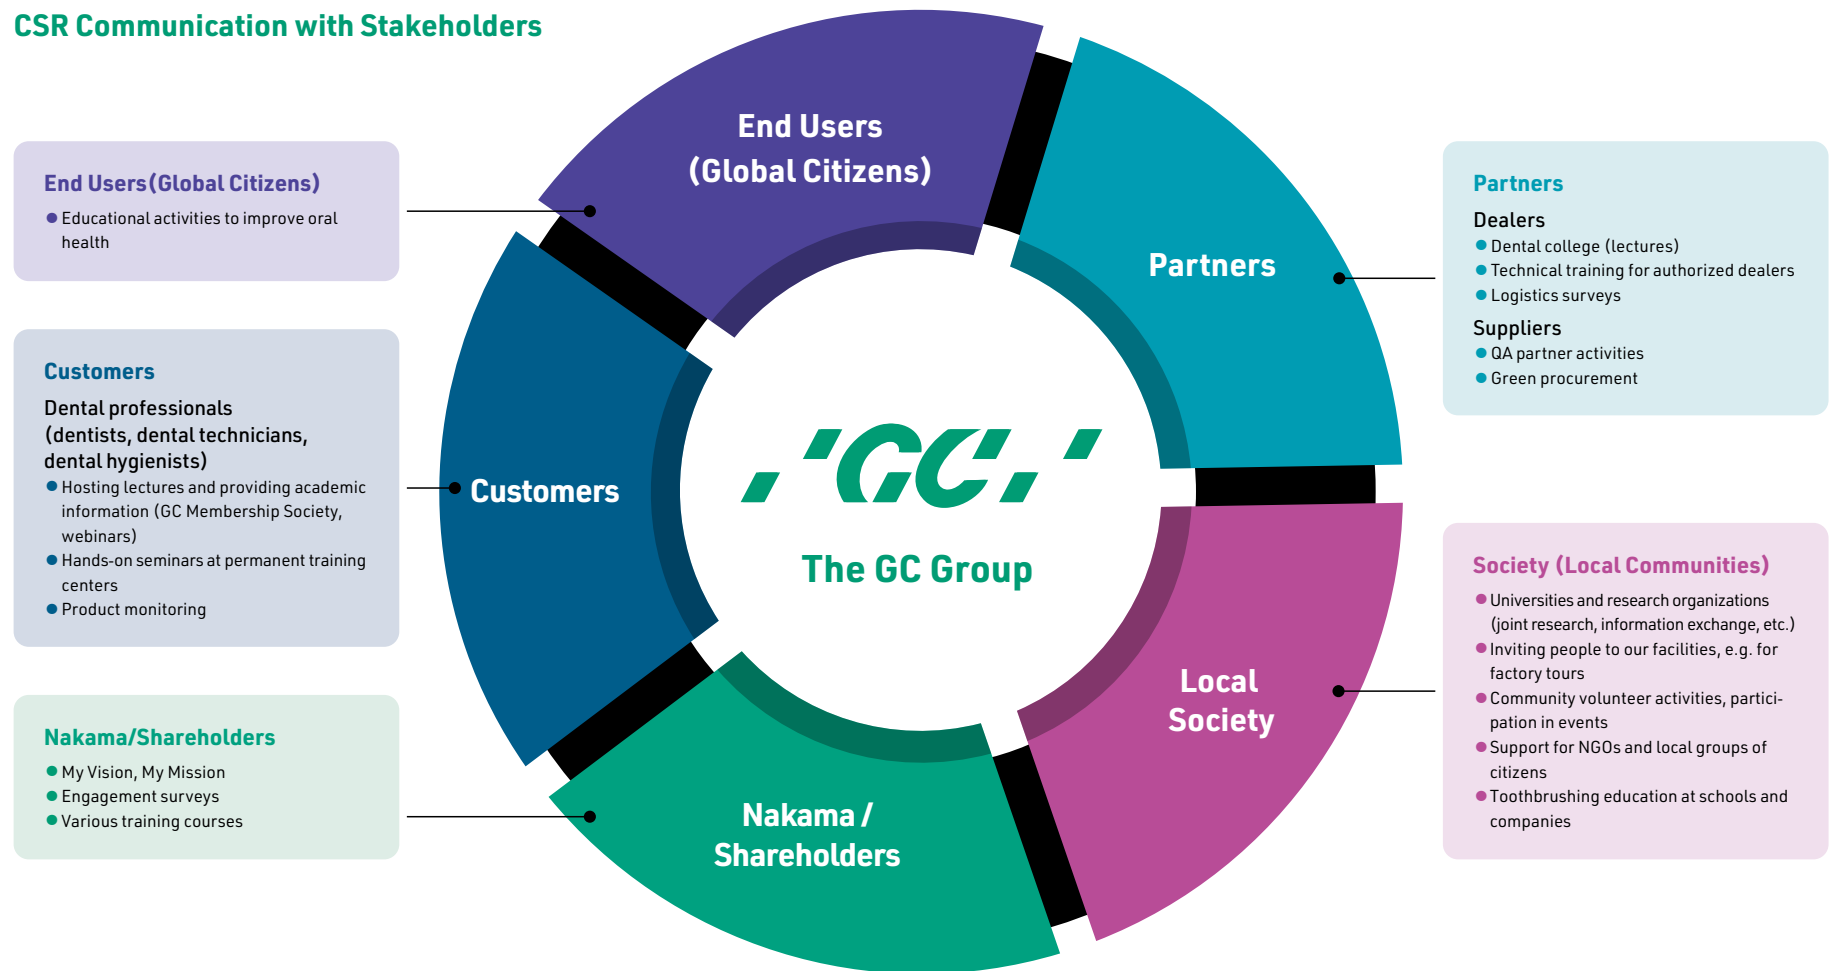 CSR Communication with Stakeholders
End Users
(Global Citizens)
Partners
Customers
Local
Society
Nakama /
Shareholders
GC
The GC Group
End Users(Global Citizens)
● Educational activities to improve oral
health
Customers
Dental professionals
(dentists, dental technicians,
dental hygienists)
● Hosting lectures and providing academic
information (GC Membership Society,
webinars)
● Hands-on seminars at permanent training
centers
● Product monitoring
Nakama/Shareholders
● My Vision, My Mission
● Engagement surveys
● Various training courses
Partners
Dealers
● Dental college (lectures)
● Technical training for authorized dealers
● Logistics surveys
Suppliers
● QA partner activities
● Green procurement
Society (Local Communities)
● Universities and research organizations
(joint research, information exchange, etc.)
● Inviting people to our facilities, e.g. for
factory tours
● Community volunteer activities, partici-
pation in events
● Support for NGOs and local groups of
citizens
● Toothbrushing education at schools and
companies